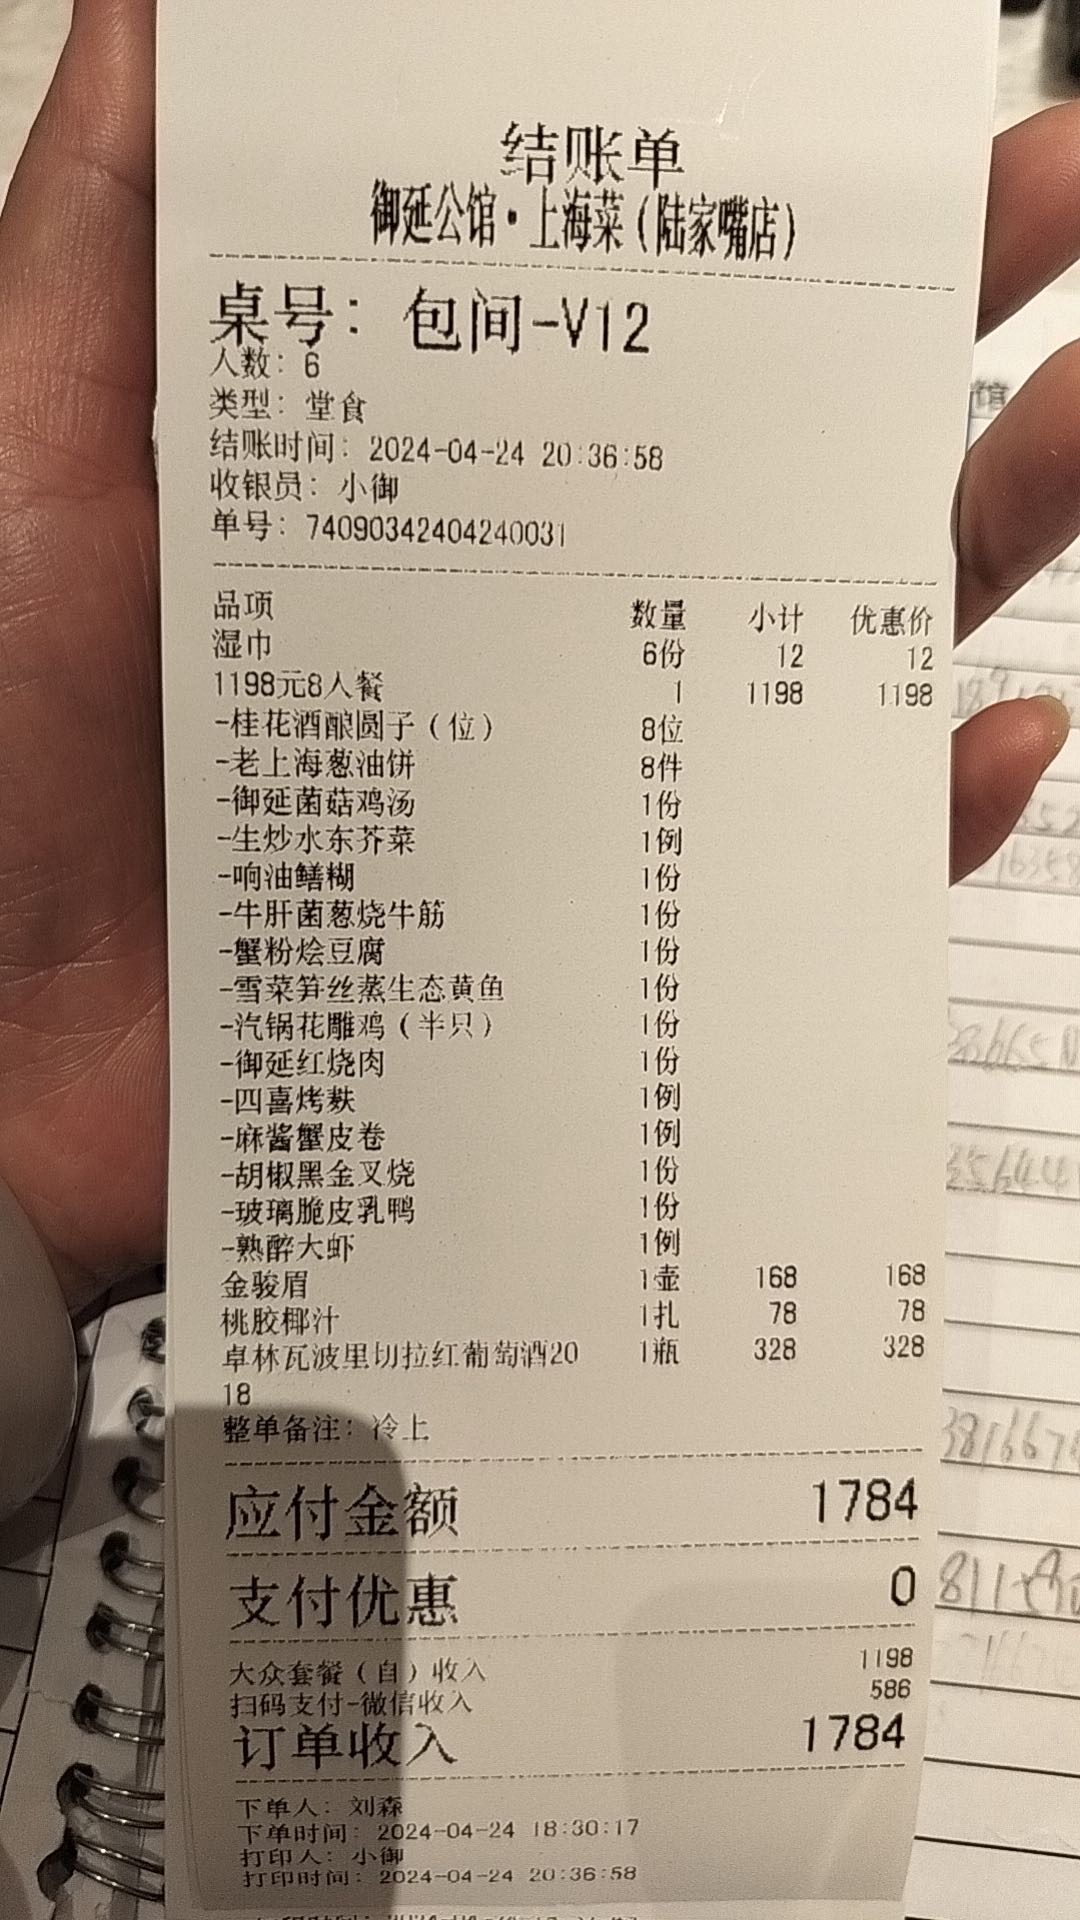 结账单
御延公馆·上海菜(陆家嘴店)
桌号: 包间-V12
人数: 6
类型: 堂食
结账时间: 2024-04-24 20:36:58
收银员: 小御
单号: 74090342404240031
品项 数量 小计 优惠价
湿巾 6份 12 12
1198元8人餐 1 1198 1198
-桂花酒酿圆子(位) 8位
-老上海葱油饼 8件
-御延菌菇鸡汤 1份
-生炒水东芥菜 1例
-响油鳝糊 1份
-牛肝菌葱烧牛筋 1份
-蟹粉烩豆腐 1份
-雪菜笋丝蒸生态黄鱼 1份
-汽锅花雕鸡(半只) 1份
-御延红烧肉 1份
-四喜烤麸 1例
-麻酱蟹皮卷 1例
-胡椒黑金叉烧 1份
-玻璃脆皮乳鸭 1份
-熟醉大虾 1例
金骏眉 1壶 168 168
桃胶椰汁 1扎 78 78
卓林瓦波里切拉红葡萄酒20 1瓶 328 328
18
整单备注: 冷上
应付金额 1784
支付优惠 0
大众套餐(自)收入 1198
扫码支付-微信收入 586
订单收入 1784
下单人: 刘森
下单时间: 2024-04-24 18:30:17
打印人: 小御
打印时间: 2024-04-24 20:36:58
馆